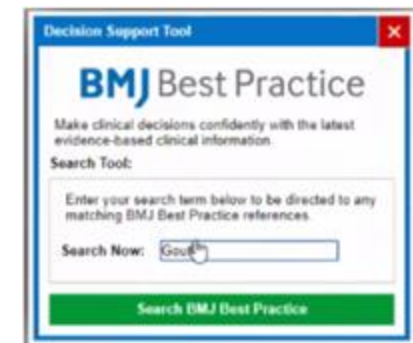 Decision Support Tool
BMJ Best Practice
Make clinical decisions confidently with the latest
evidence-based clinical information.
Search Tool:
Enter your search term below to be directed to any
matching BMJ Best Practice references.
Search Now: Gout
Search BMJ Best Practice